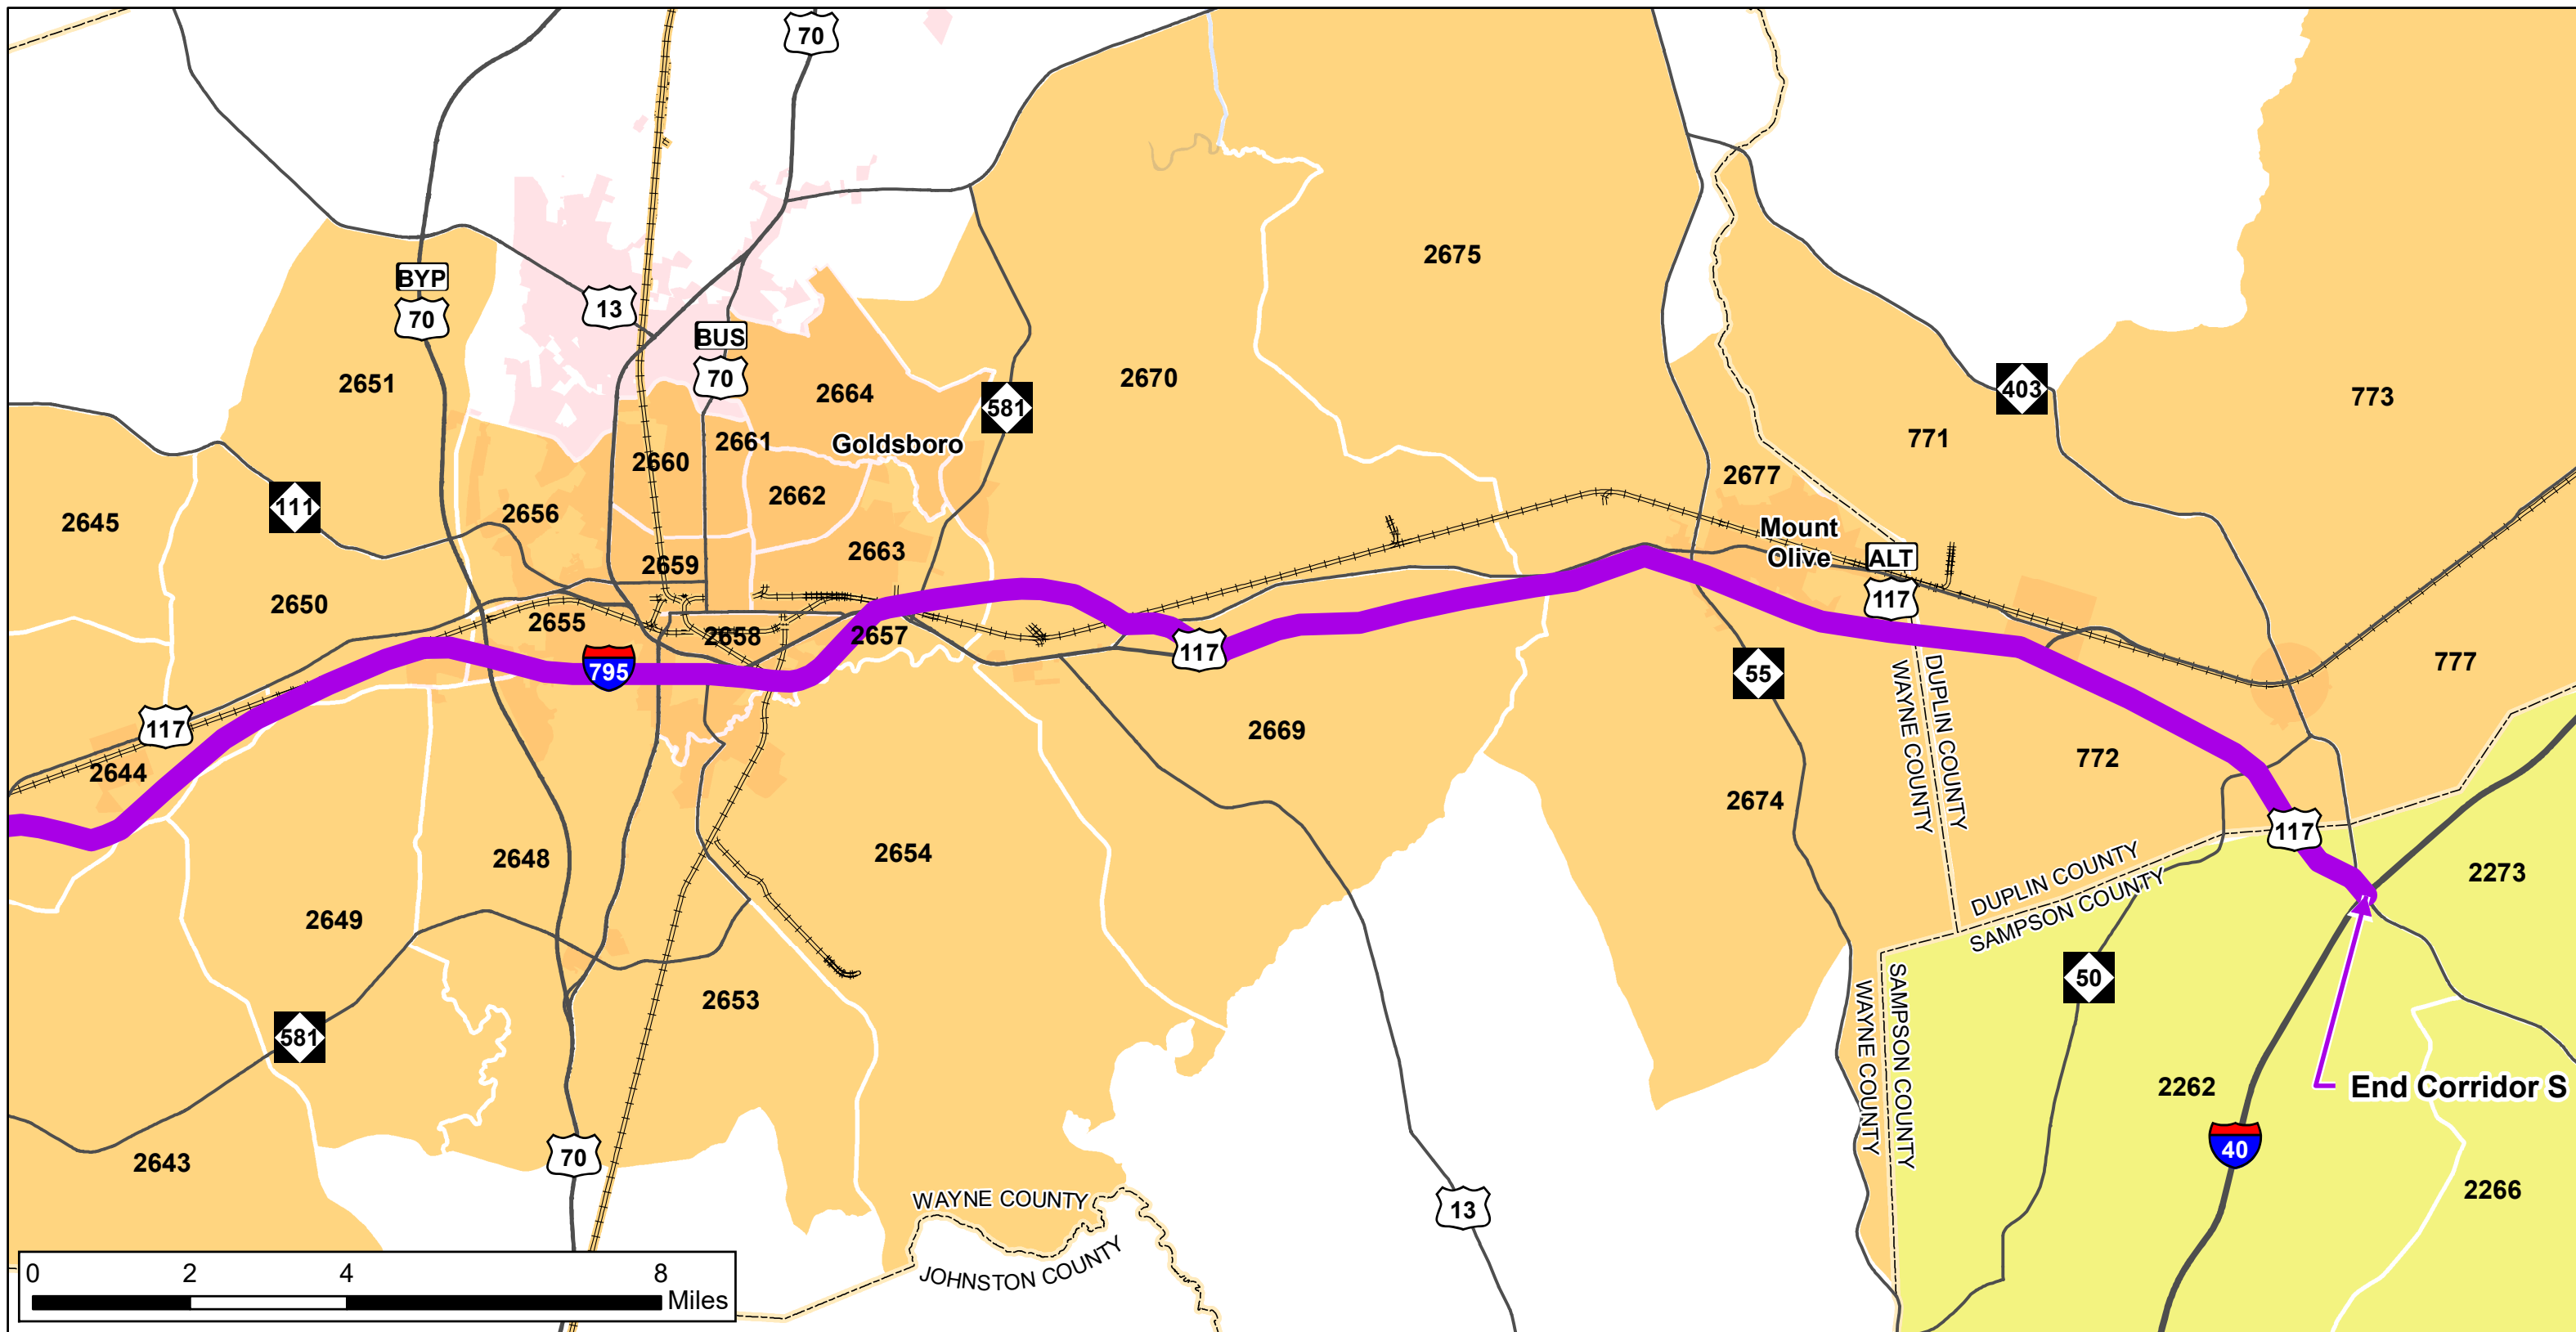 70
2675
BYP
70
13
BUS
70
2651
2664
581
2670
403
773
2661
Goldsboro
771
2660
2662
2677
111
2645
2656
Mount
Olive
2659
2663
ALT
117
2650
2655
2658
2657
117
795
55
WAYNE COUNTY
DUPLIN COUNTY
777
117
2669
2644
772
2674
117
2648
2654
DUPLIN COUNTY
SAMPSON COUNTY
2273
2649
50
2653
WAYNE COUNTY
SAMPSON COUNTY
581
2262
End Corridor S
2643
70
40
2266
WAYNE COUNTY
13
JOHNSTON COUNTY
0 2 4 8
Miles